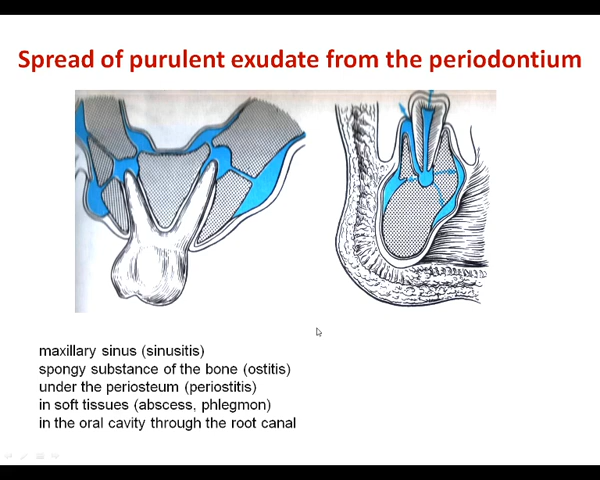 Spread of purulent exudate from the periodontium
maxillary sinus (sinusitis)
spongy substance of the bone (ostitis)
under the periosteum (periostitis)
in soft tissues (abscess, phlegmon)
in the oral cavity through the root canal